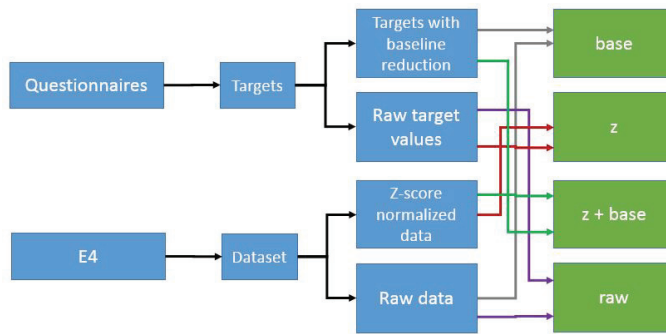 Questionnaires
Targets
Targets with
baseline
reduction
Raw target
values
base
z
E4
Dataset
Z-score
normalized
data
Raw data
z + base
raw